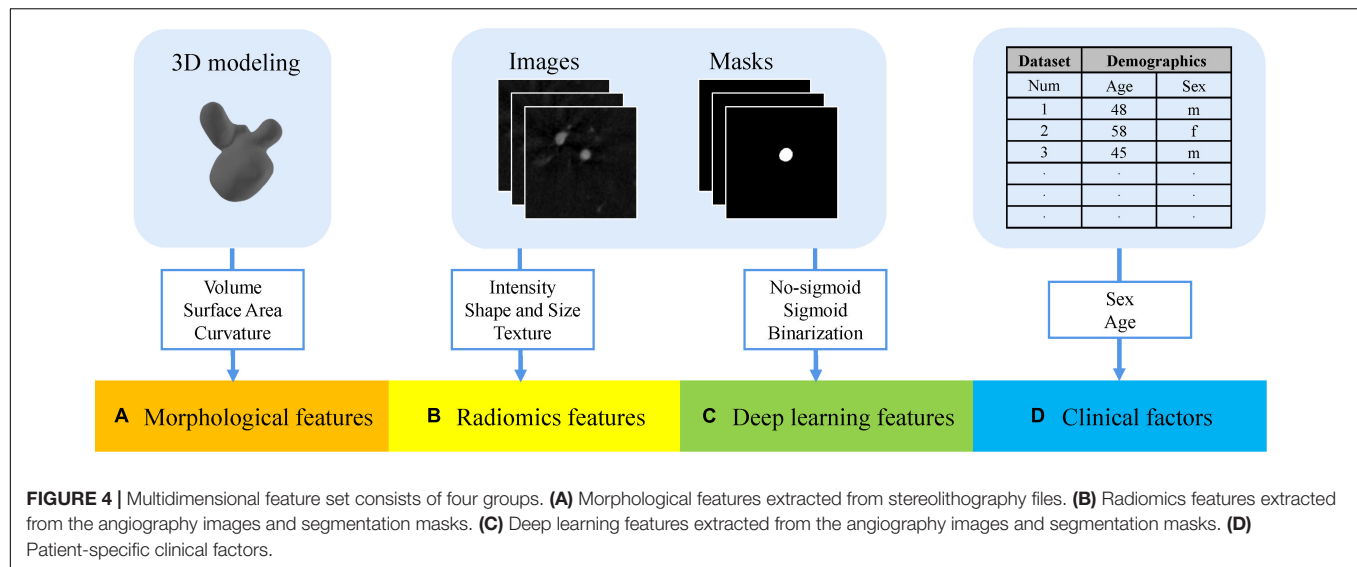 3D modeling
Images
Masks
Dataset Demographics
Num Age Sex
1 48 m
2 58 f
3 45 m
. . .
. . .
. . .
Volume
Surface Area
Curvature
Intensity
Shape and Size
Texture
No-sigmoid
Sigmoid
Binarization
Sex
Age
A Morphological features
B Radiomics features
C Deep learning features
D Clinical factors
FIGURE 4 | Multidimensional feature set consists of four groups. (A) Morphological features extracted from stereolithography files. (B) Radiomics features extracted
from the angiography images and segmentation masks. (C) Deep learning features extracted from the angiography images and segmentation masks. (D)
Patient-specific clinical factors.